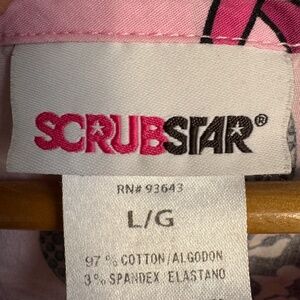 SCRUBSTAR®
RN# 93643
L/G
97% COTTON/ALGODON
3% SPANDEX ELASTANO